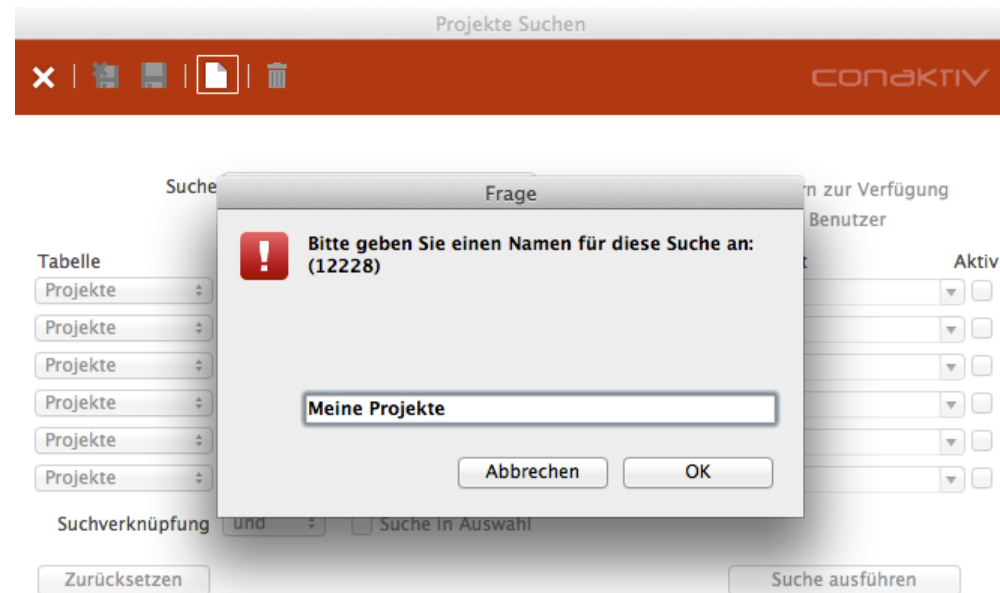 Projekte Suchen
conaktiv
Suche
rn zur Verfügung
Benutzer
Frage
Bitte geben Sie einen Namen für diese Suche an:
(12228)
Tabelle
t
Aktiv
Projekte
Projekte
Projekte
Projekte
Projekte
Projekte
Meine Projekte
Abbrechen
OK
Suchverknüpfung
und
Suche in Auswahl
Zurücksetzen
Suche ausführen